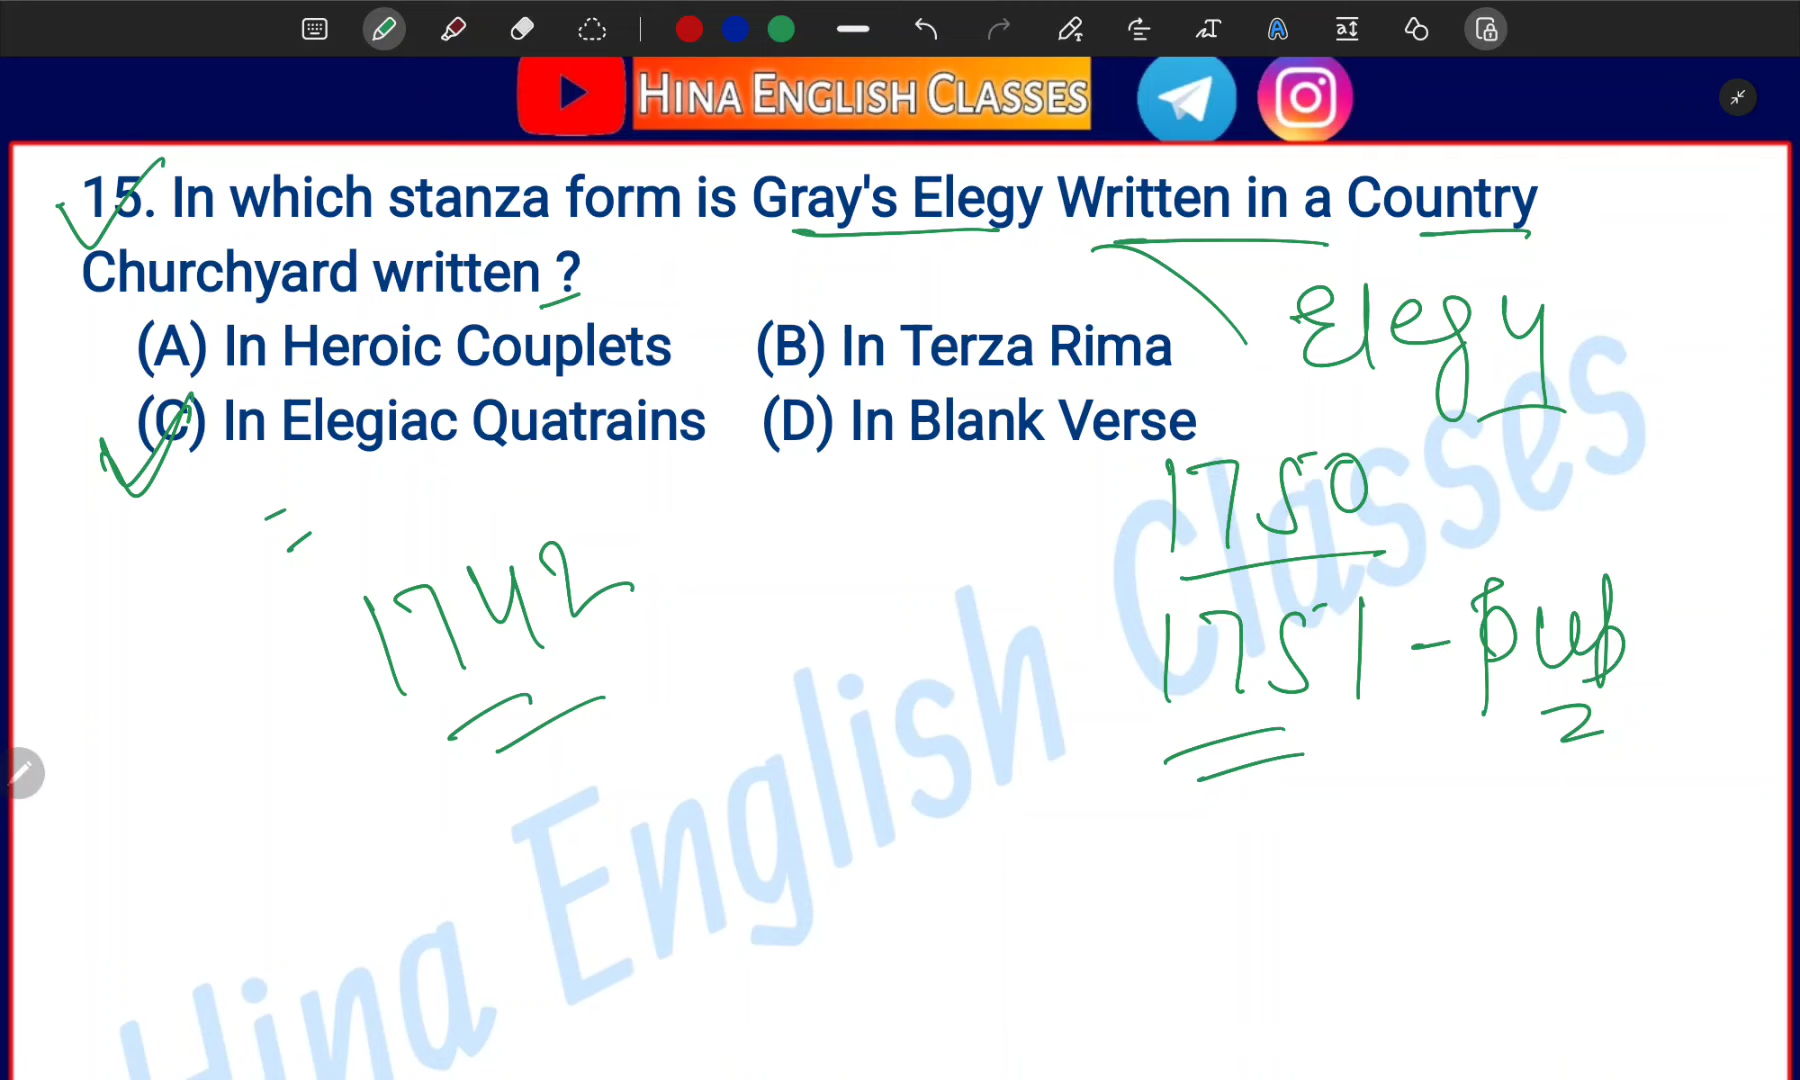 HINA ENGLISH CLASSES
15. In which stanza form is Gray's Elegy Written in a Country
Churchyard written ?
(A) In Heroic Couplets (B) In Terza Rima
(C) In Elegiac Quatrains (D) In Blank Verse
Elegy
1750
1742
1751 - pub
Hina English Classes